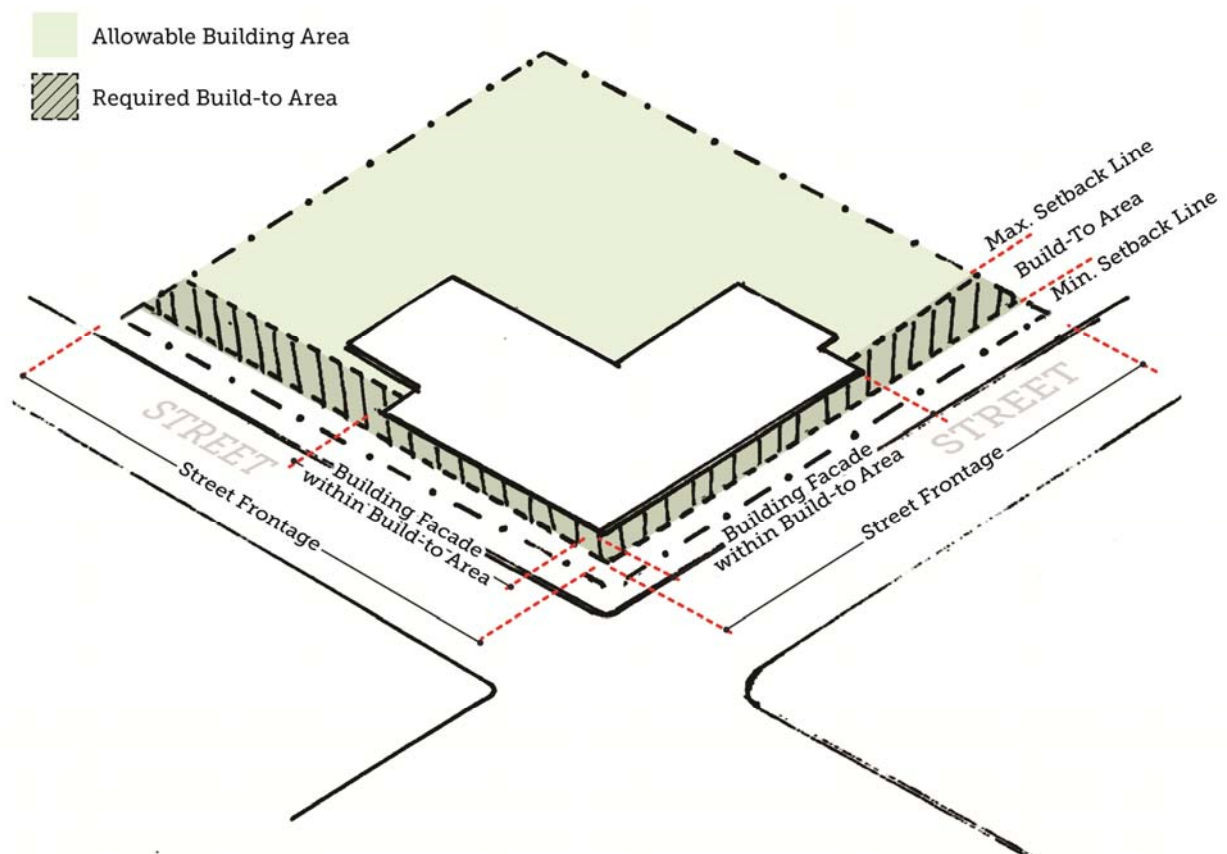 Allowable Building Area
Required Build-to Area
Max. Setback Line
Build-To Area
Min. Setback Line
STREET
STREET
Building Facade
within Build-to Area
Street Frontage
Building Facade
within Build-to Area
Street Frontage